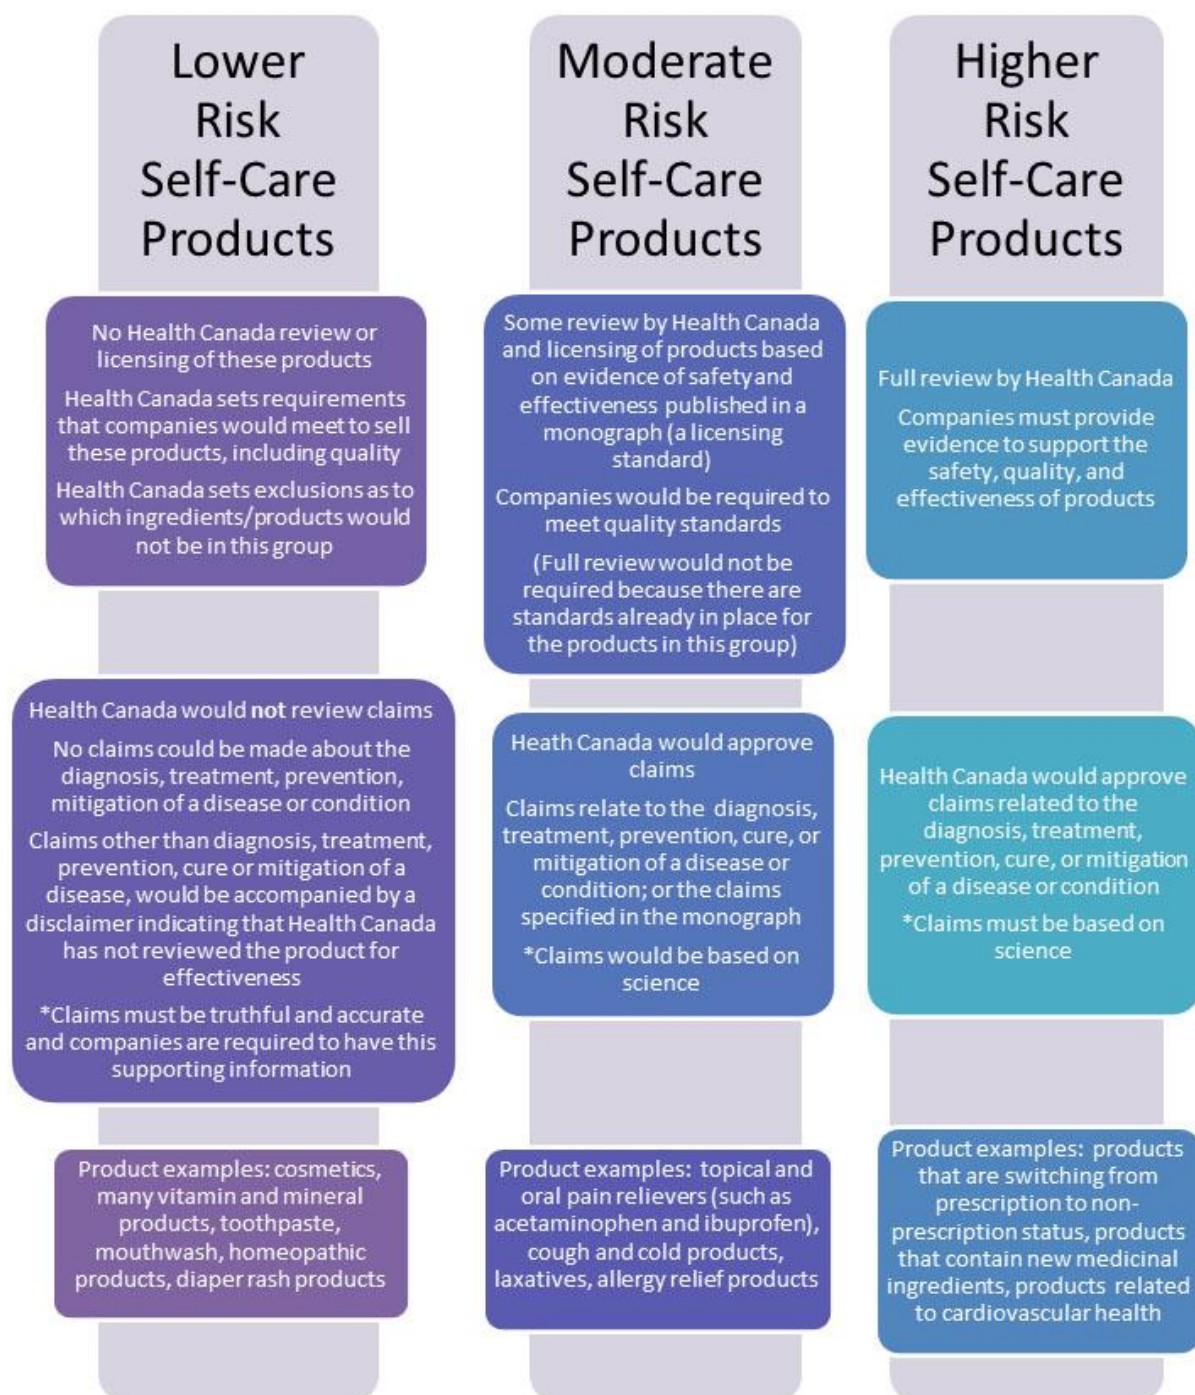 Lower
Risk
Self-Care
Products
No Health Canada review or
licensing of these products
Health Canada sets requirements
that companies would meet to sell
these products, including quality
Health Canada sets exclusions as to
which ingredients/products would
not be in this group
Health Canada would not review claims
No claims could be made about the
diagnosis, treatment, prevention,
mitigation of a disease or condition
Claims other than diagnosis, treatment,
prevention, cure or mitigation of a
disease, would be accompanied by a
disclaimer indicating that Health Canada
has not reviewed the product for
effectiveness
*Claims must be truthful and accurate
and companies are required to have this
supporting information
Product examples: cosmetics,
many vitamin and mineral
products, toothpaste,
mouthwash, homeopathic
products, diaper rash products
Moderate
Risk
Self-Care
Products
Some review by Health Canada
and licensing of products based
on evidence of safety and
effectiveness published in a
monograph (a licensing
standard)
Companies would be required to
meet quality standards
(Full review would not be
required because there are
standards already in place for
the products in this group)
Heath Canada would approve
claims
Claims relate to the diagnosis,
treatment, prevention, cure, or
mitigation of a disease or
condition; or the claims
specified in the monograph
*Claims would be based on
science
Product examples: topical and
oral pain relievers (such as
acetaminophen and ibuprofen),
cough and cold products,
laxatives, allergy relief products
Higher
Risk
Self-Care
Products
Full review by Health Canada
Companies must provide
evidence to support the
safety, quality, and
effectiveness of products
Health Canada would approve
claims related to the
diagnosis, treatment,
prevention, cure, or mitigation
of a disease or condition
*Claims must be based on
science
Product examples: products
that are switching from
prescription to non-
prescription status, products
that contain new medicinal
ingredients, products related
to cardiovascular health